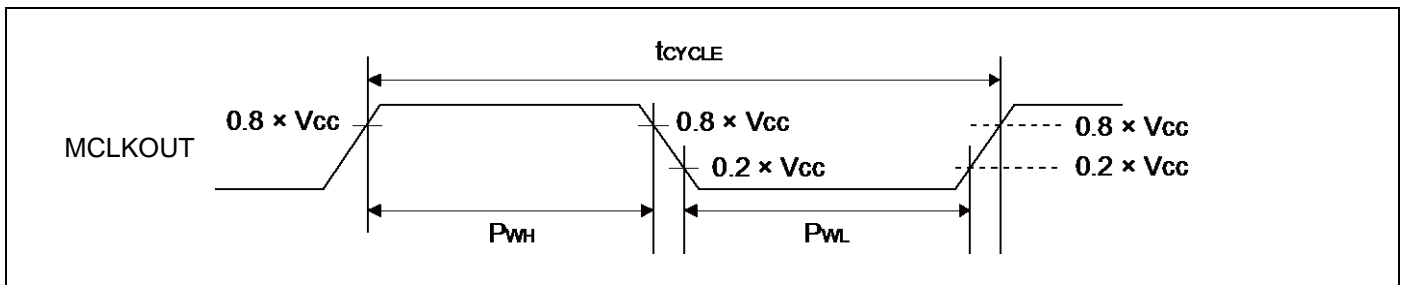 tCYCLE
0.8 × Vcc 0.8 × Vcc 0.8 × Vcc
MCLKOUT
0.2 × Vcc 0.2 × Vcc
PWH PWL